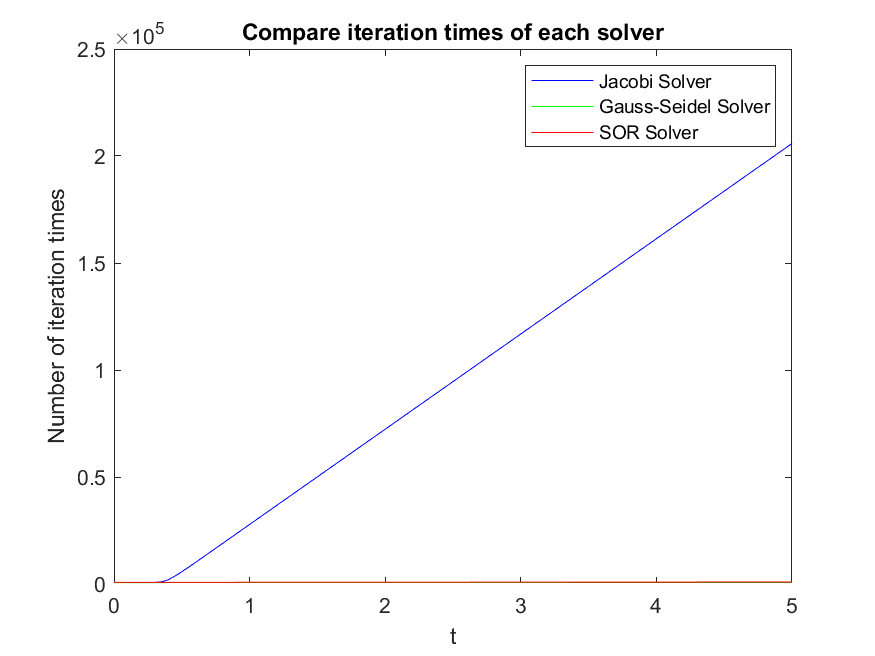 Compare iteration times of each solver
×10^5
2.5
2
1.5
1
0.5
0
Number of iteration times
Jacobi Solver
Gauss-Seidel Solver
SOR Solver
0 1 2 3 4 5
t